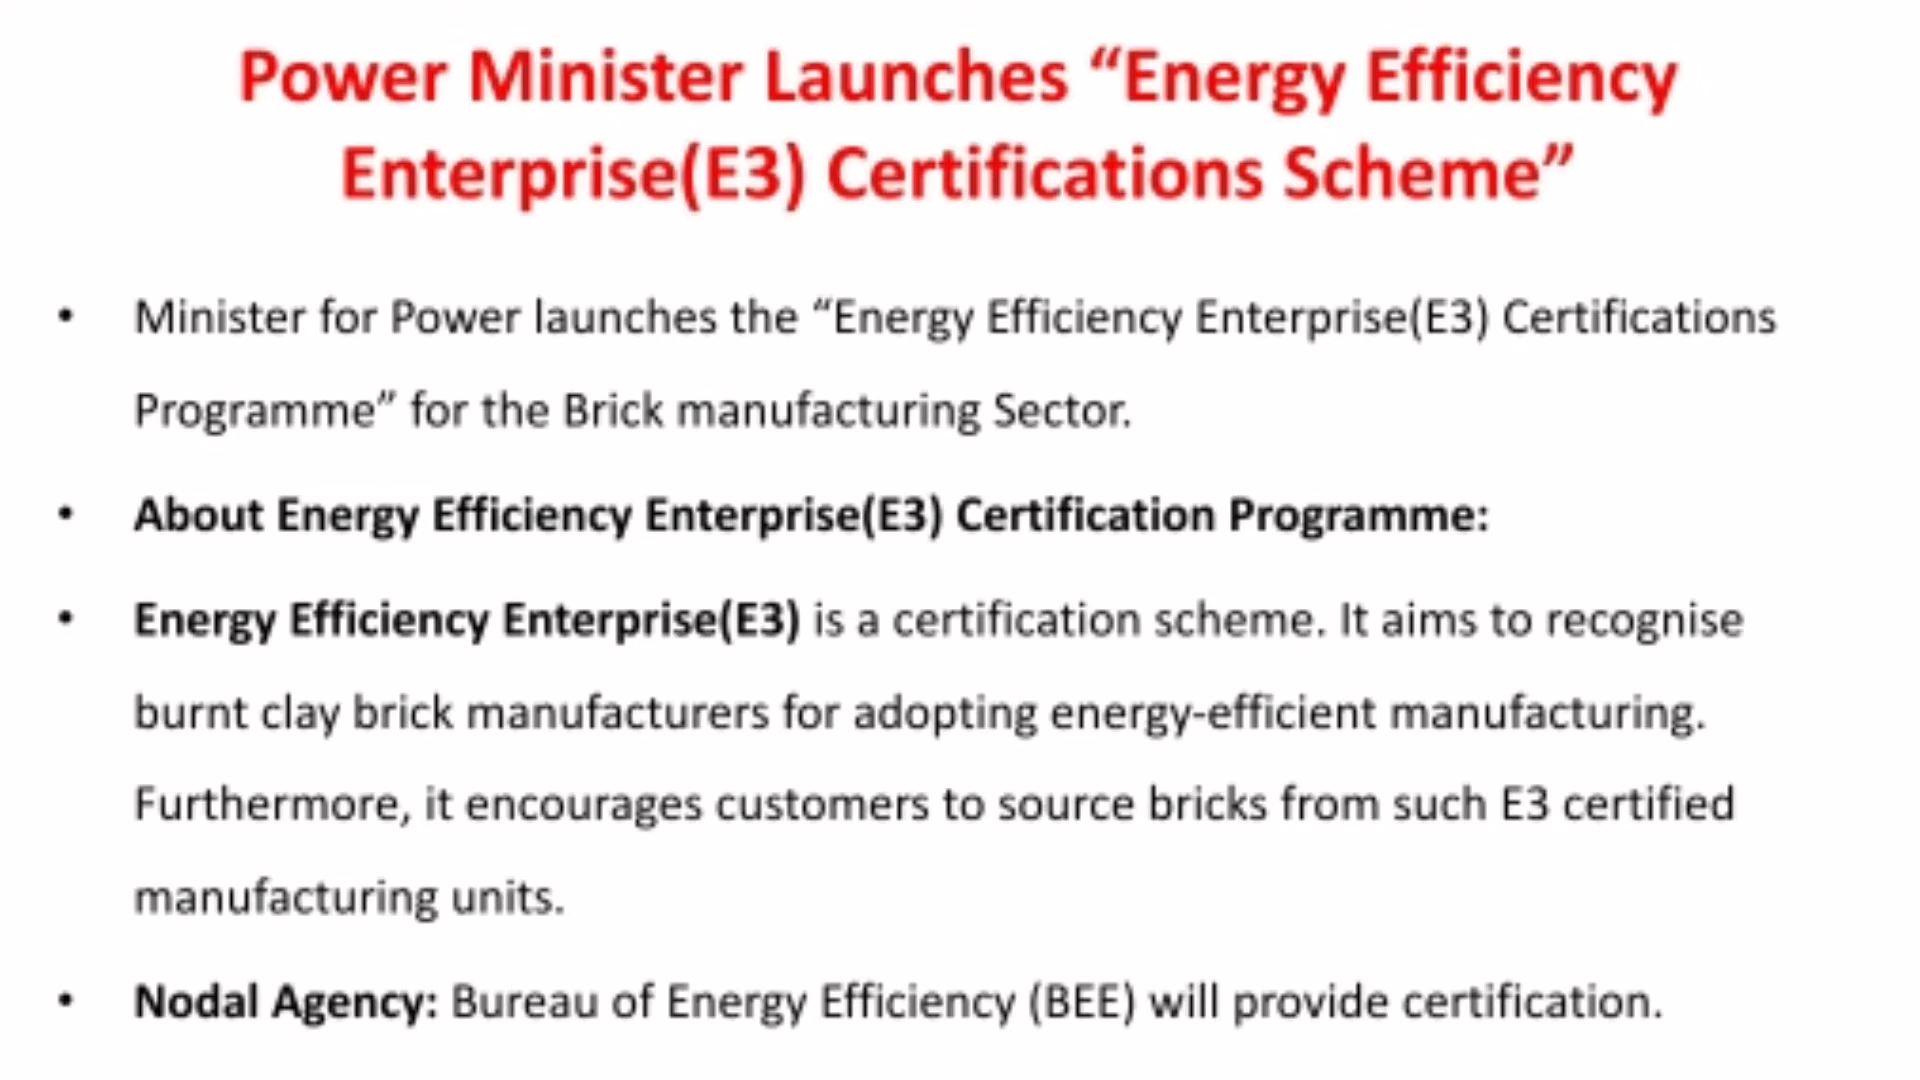 Power Minister Launches “Energy Efficiency
Enterprise(E3) Certifications Scheme”
• Minister for Power launches the “Energy Efficiency Enterprise(E3) Certifications
Programme” for the Brick manufacturing Sector.
• About Energy Efficiency Enterprise(E3) Certification Programme:
• Energy Efficiency Enterprise(E3) is a certification scheme. It aims to recognise
burnt clay brick manufacturers for adopting energy-efficient manufacturing.
Furthermore, it encourages customers to source bricks from such E3 certified
manufacturing units.
• Nodal Agency: Bureau of Energy Efficiency (BEE) will provide certification.